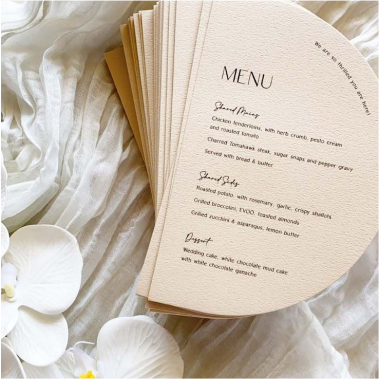 We are so thrilled you are here!
MENU
Shared Mains
Chicken tenderloins, with herb crumb, pesto cream
and roasted tomato
Charred Tomahawk steak, sugar snaps and pepper gravy
Served with bread & butter
Shared Sides
Roasted potato, with rosemary, garlic, crispy shallots
Grilled broccolini, EVOO, toasted almonds
Grilled zucchini & asparagus, lemon butter
Dessert
Wedding cake, white chocolate mud cake
with white chocolate ganache